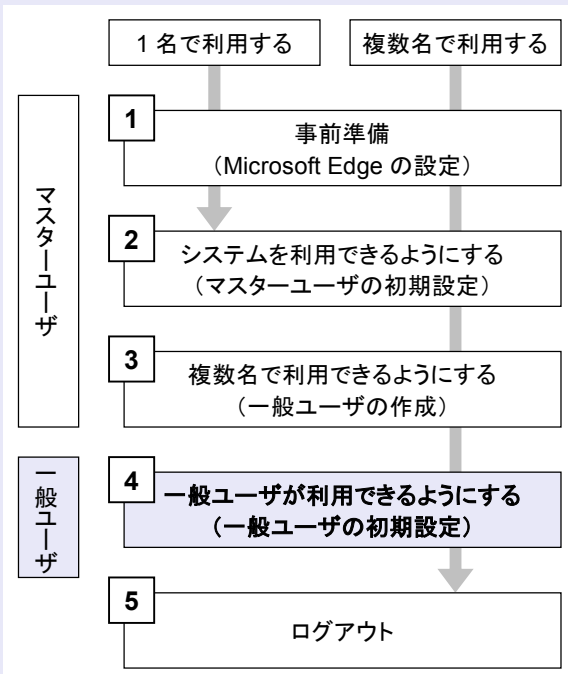 1 名で利用する
複数名で利用する
マスターユーザ
1
事前準備
（Microsoft Edge の設定）
2
システムを利用できるようにする
（マスターユーザの初期設定）
3
複数名で利用できるようにする
（一般ユーザの作成）
一般ユーザ
4
一般ユーザが利用できるようにする
（一般ユーザの初期設定）
5
ログアウト